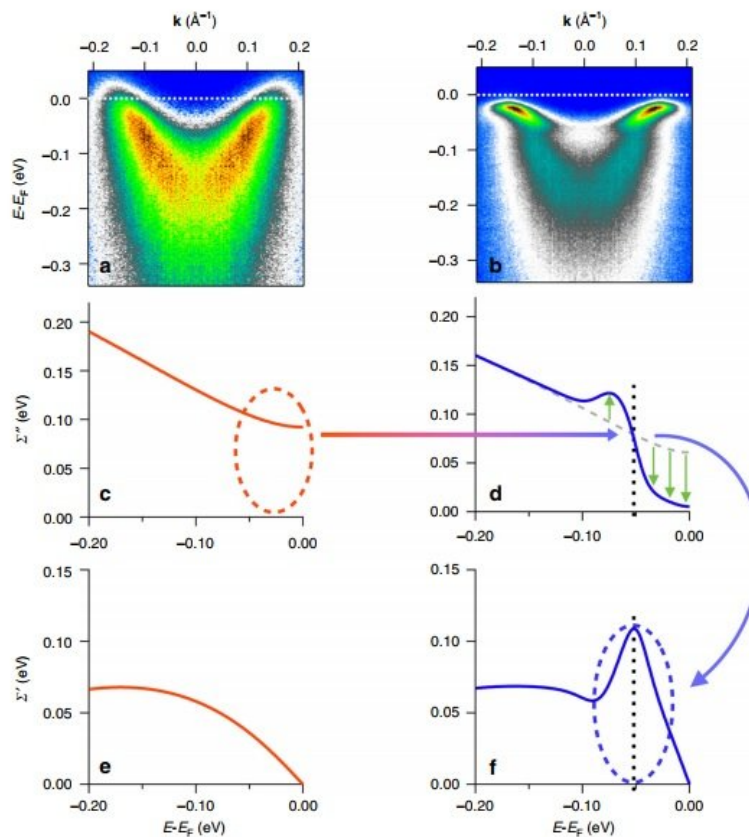 k (Å⁻¹) k (Å⁻¹)
−0.2 −0.1 0.0 0.1 0.2 −0.2 −0.1 0.0 0.1 0.2
0.0 0.0
−0.1 −0.1
−0.2 −0.2
−0.3 −0.3
E-E_F (eV) E-E_F (eV)
a b
0.20 0.20
0.15 0.15
0.10 0.10
0.05 0.05
0.00 0.00
Σ″ (eV)
c d
−0.20 −0.10 0.00 −0.20 −0.10 0.00
0.15 0.15
0.10 0.10
0.05 0.05
0.00 0.00
Σ′ (eV)
e f
−0.20 −0.10 0.00 −0.20 −0.10 0.00
E-E_F (eV) E-E_F (eV)